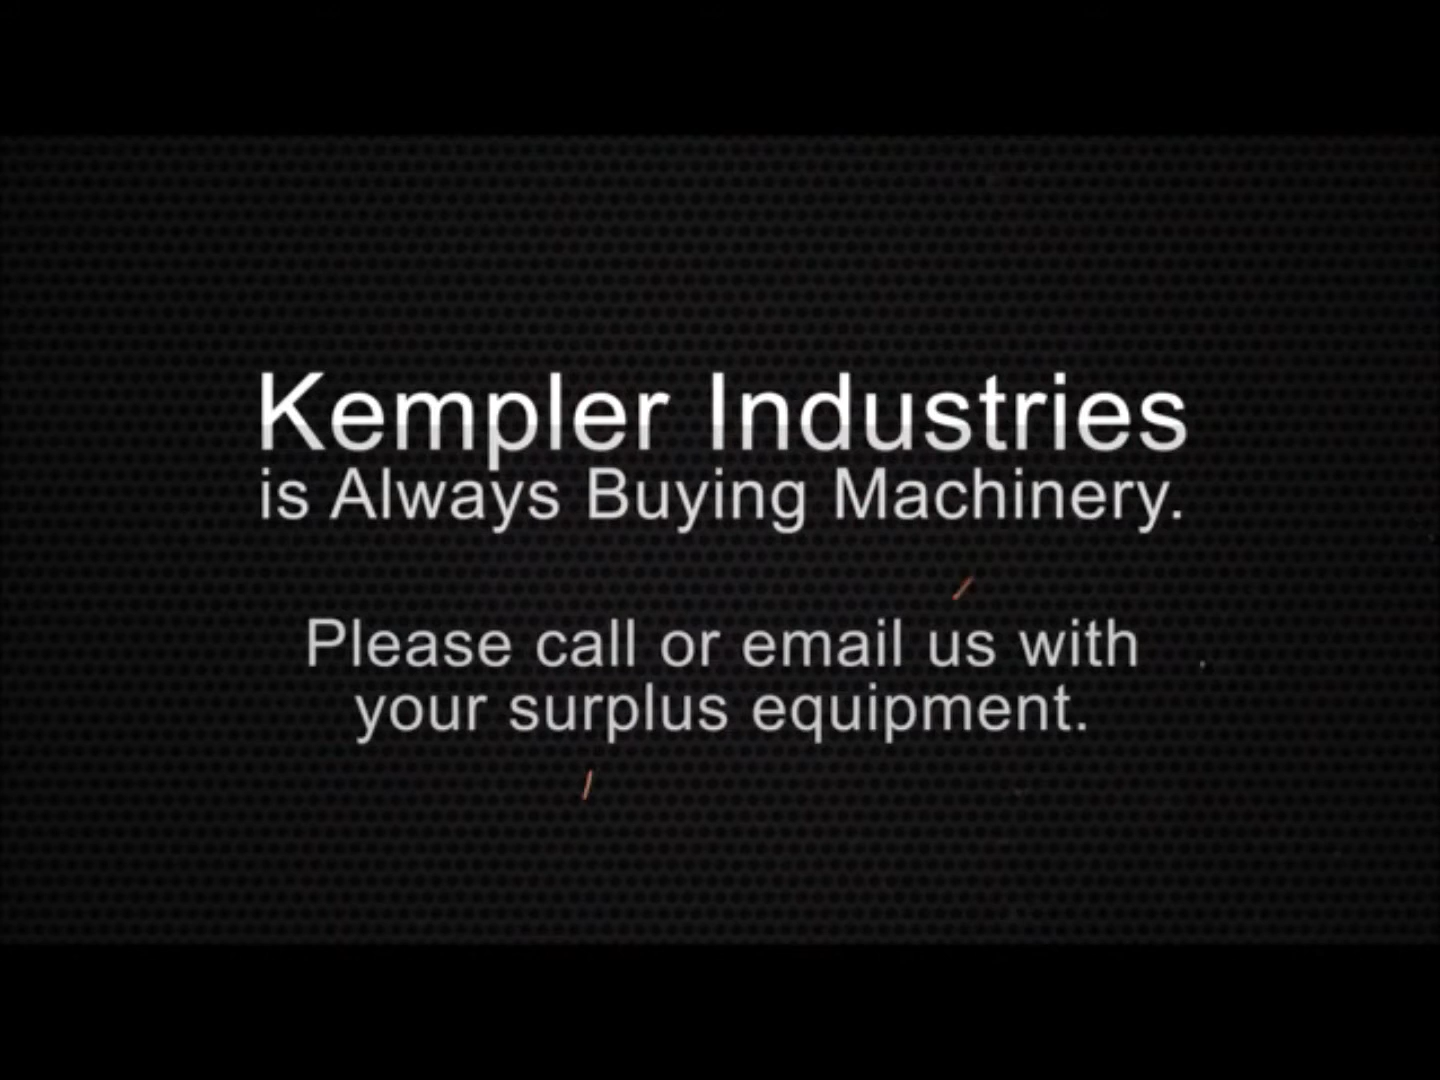 Kempler Industries
is Always Buying Machinery.
Please call or email us with
your surplus equipment.